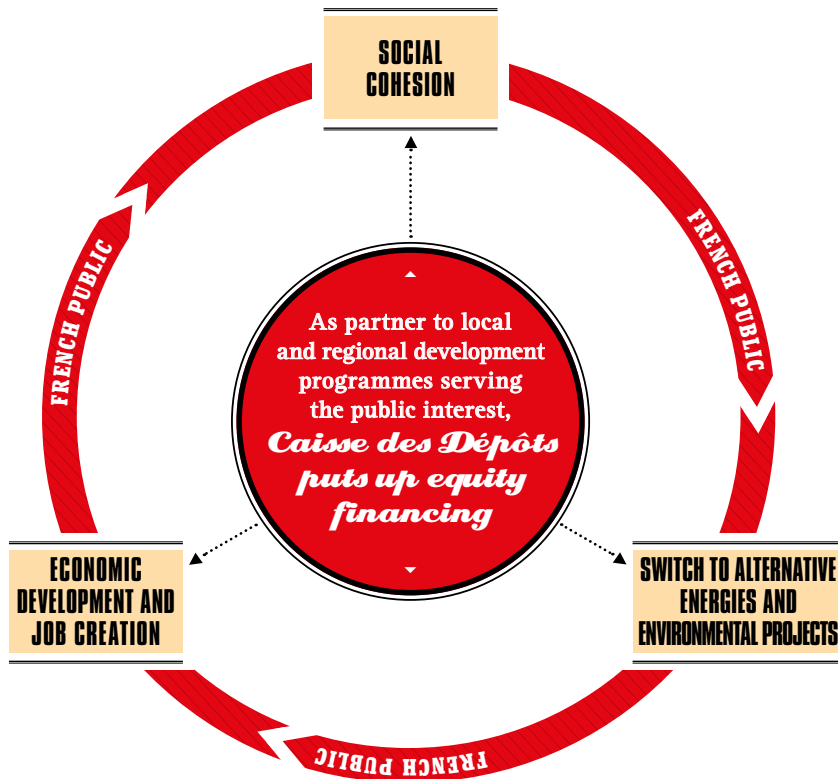 SOCIAL
COHESION
FRENCH PUBLIC
FRENCH PUBLIC
As partner to local
and regional development
programmes serving
the public interest,
Caisse des Dépôts
puts up equity
financing
ECONOMIC
DEVELOPMENT AND
JOB CREATION
SWITCH TO ALTERNATIVE
ENERGIES AND
ENVIRONMENTAL PROJECTS
FRENCH PUBLIC